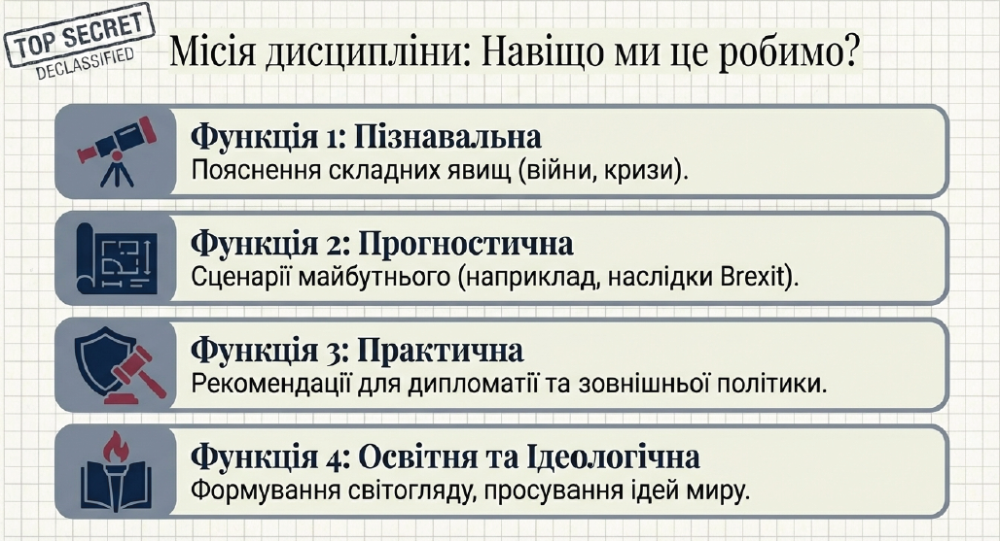 TOP SECRET
DECLASSIFIED
Місія дисципліни: Навіщо ми це робимо?
Функція 1: Пізнавальна
Пояснення складних явищ (війни, кризи).
Функція 2: Прогностична
Сценарії майбутнього (наприклад, наслідки Brexit).
Функція 3: Практична
Рекомендації для дипломатії та зовнішньої політики.
Функція 4: Освітня та Ідеологічна
Формування світогляду, просування ідей миру.